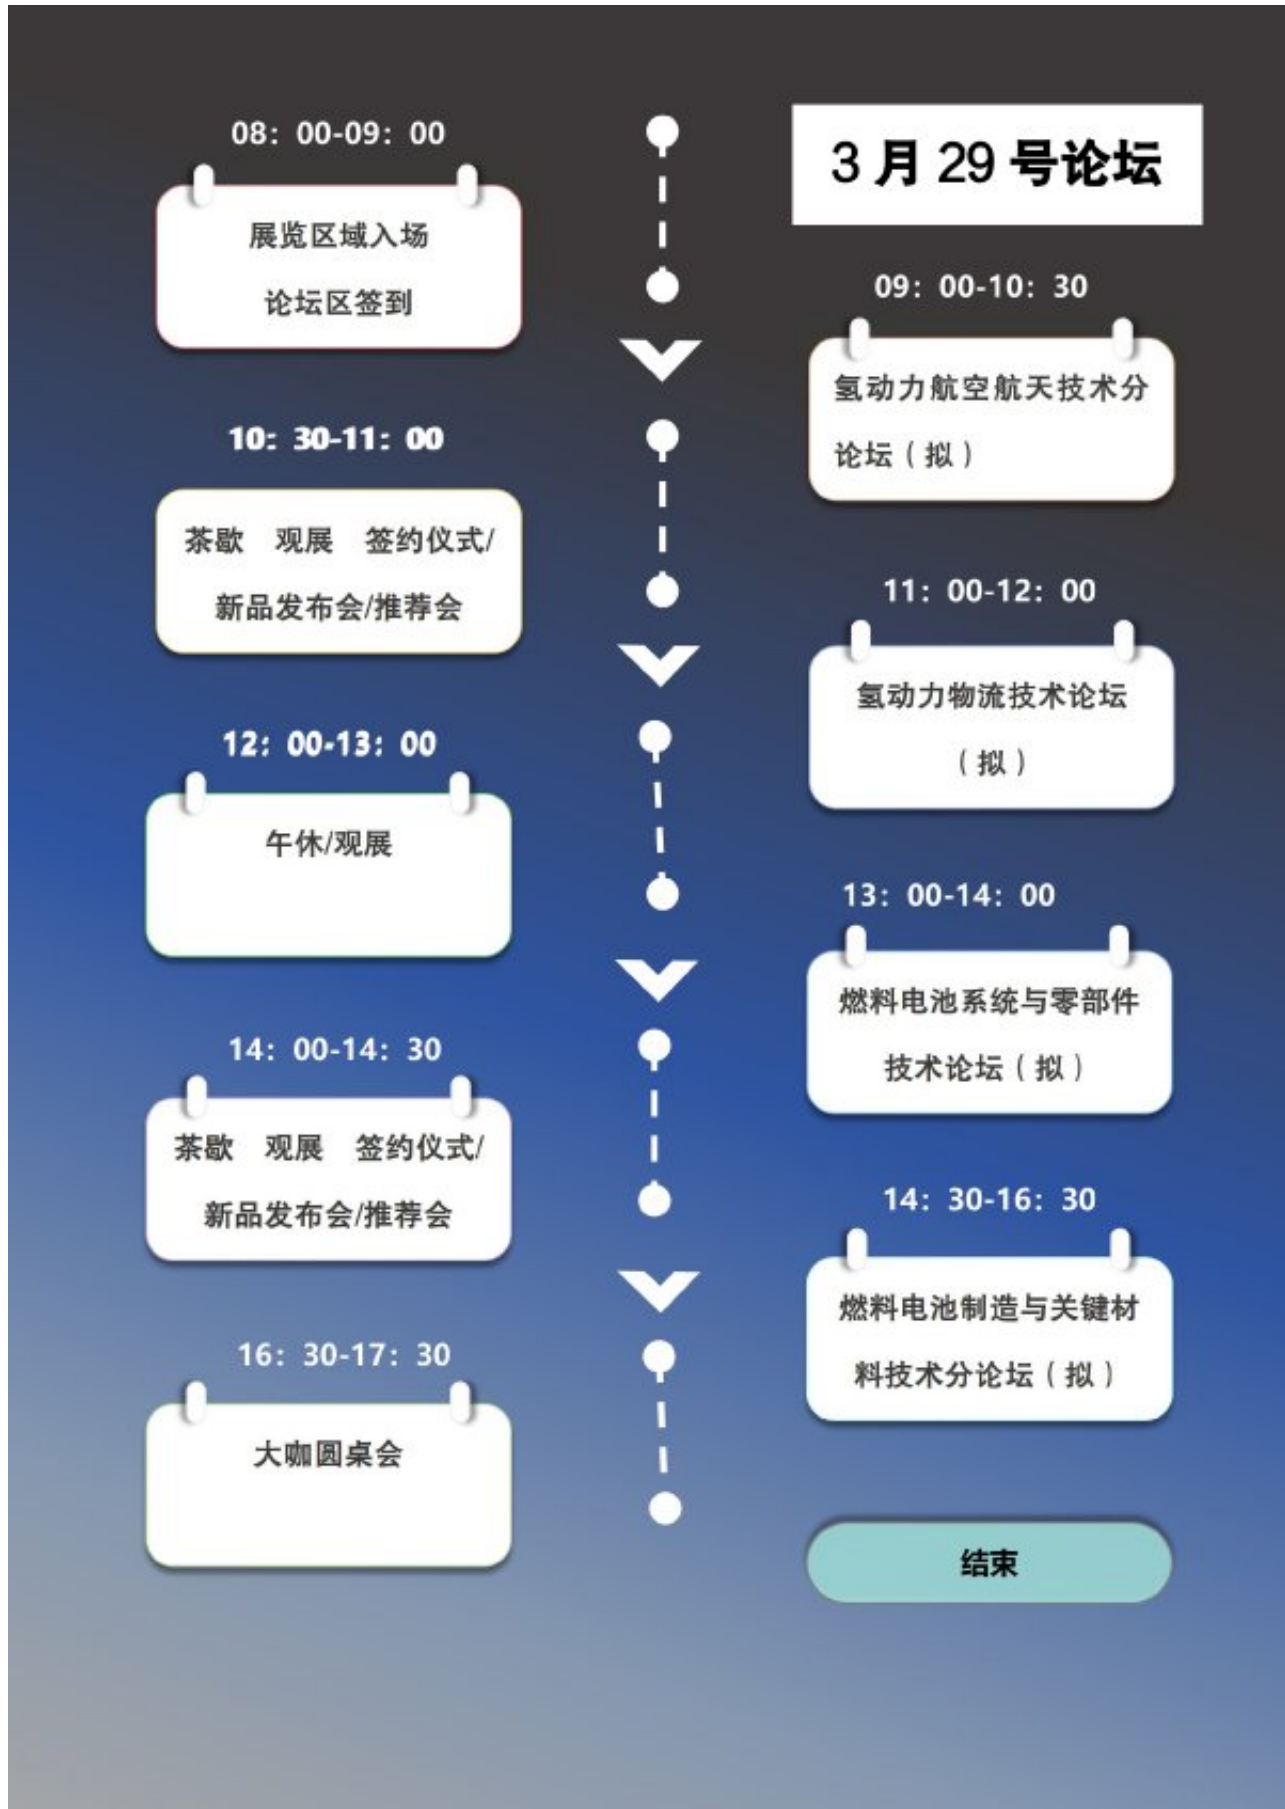 3 月 29 号论坛
08：00-09：00
展览区域入场
论坛区签到
09：00-10：30
氢动力航空航天技术分
论坛（拟）
10：30-11：00
茶歇 观展 签约仪式/
新品发布会/推荐会
11：00-12：00
氢动力物流技术论坛
（拟）
12：00-13：00
午休/观展
13：00-14：00
燃料电池系统与零部件
技术论坛（拟）
14：00-14：30
茶歇 观展 签约仪式/
新品发布会/推荐会
14：30-16：30
燃料电池制造与关键材
料技术分论坛（拟）
16：30-17：30
大咖圆桌会
结束